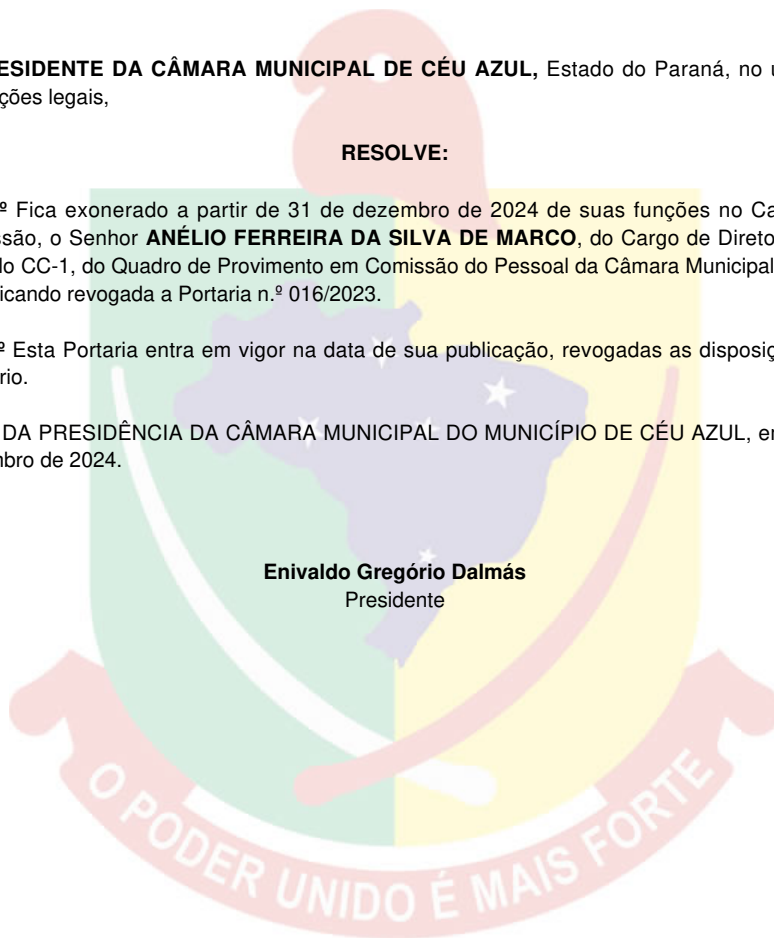 ESIDENTE DA CÂMARA MUNICIPAL DE CÉU AZUL, Estado do Paraná, no u
ções legais,
RESOLVE:
º Fica exonerado a partir de 31 de dezembro de 2024 de suas funções no Ca
ssão, o Senhor ANÉLIO FERREIRA DA SILVA DE MARCO, do Cargo de Direto
lo CC-1, do Quadro de Provimento em Comissão do Pessoal da Câmara Municipal
icando revogada a Portaria n.º 016/2023.
º Esta Portaria entra em vigor na data de sua publicação, revogadas as disposiç
rio.
DA PRESIDÊNCIA DA CÂMARA MUNICIPAL DO MUNICÍPIO DE CÉU AZUL, e
mbro de 2024.
Enivaldo Gregório Dalmás
Presidente
O PODER UNIDO É MAIS FORTE